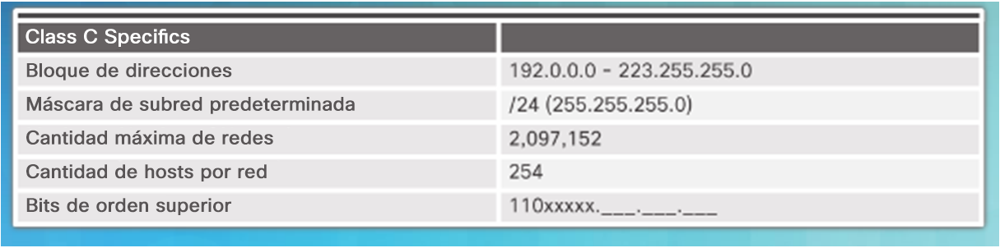 Class C Specifics
Bloque de direcciones 192.0.0.0 - 223.255.255.0
Máscara de subred predeterminada /24 (255.255.255.0)
Cantidad máxima de redes 2,097,152
Cantidad de hosts por red 254
Bits de orden superior 110xxxxx.___.___.___